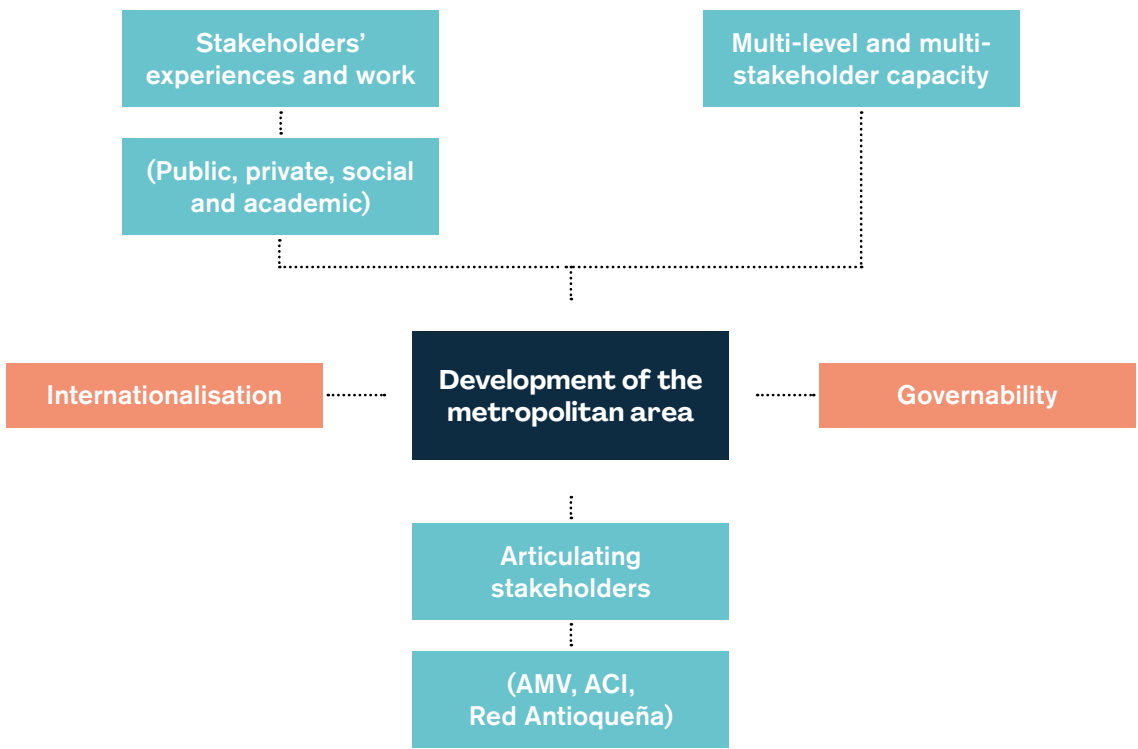 Stakeholders’
experiences and work
Multi-level and multi-
stakeholder capacity
(Public, private, social
and academic)
Internationalisation
Development of the
metropolitan area
Governability
Articulating
stakeholders
(AMV, ACI,
Red Antioqueña)